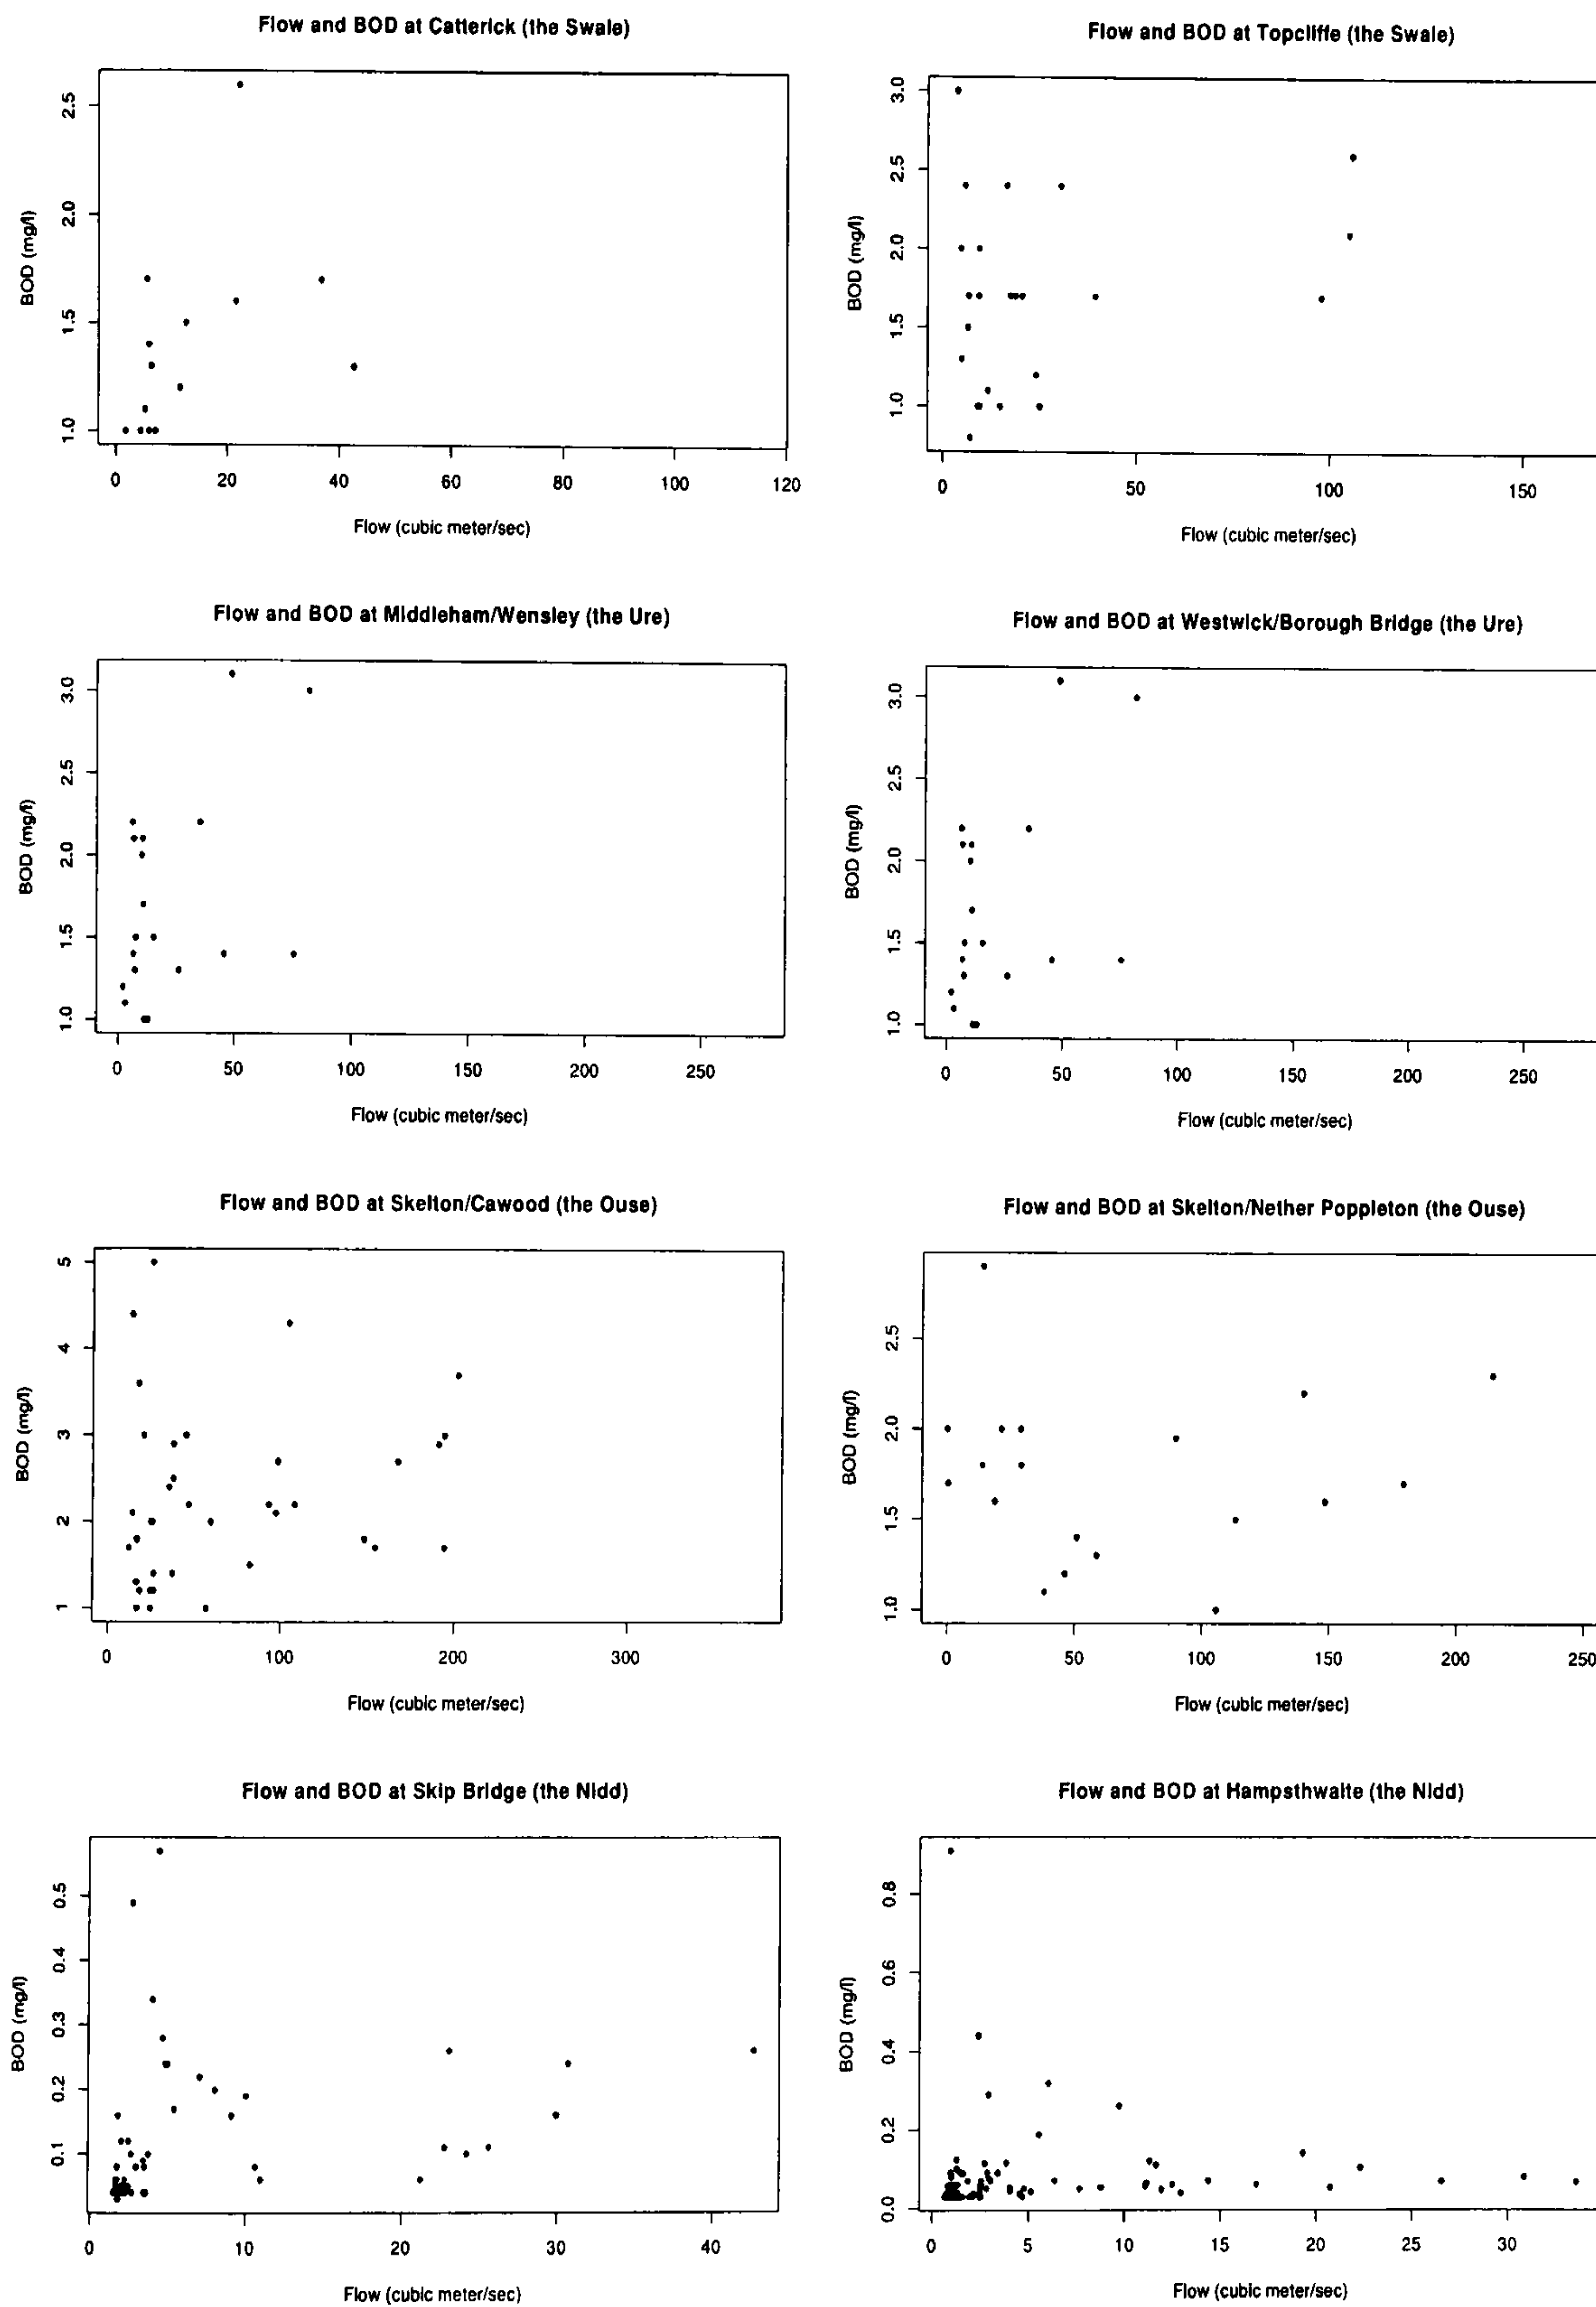 Flow and BOD at Catterick (the Swale)
BOD (mg/l)
2.5
2.0
1.5
1.0
0 20 40 60 80 100 120
Flow (cubic meter/sec)
Flow and BOD at Topcliffe (the Swale)
BOD (mg/l)
3.0
2.5
2.0
1.5
1.0
0 50 100 150
Flow (cubic meter/sec)
Flow and BOD at Middleham/Wensley (the Ure)
BOD (mg/l)
3.0
2.5
2.0
1.5
1.0
0 50 100 150 200 250
Flow (cubic meter/sec)
Flow and BOD at Westwick/Borough Bridge (the Ure)
BOD (mg/l)
3.0
2.5
2.0
1.5
1.0
0 50 100 150 200 250
Flow (cubic meter/sec)
Flow and BOD at Skelton/Cawood (the Ouse)
BOD (mg/l)
5
4
3
2
1
0 100 200 300
Flow (cubic meter/sec)
Flow and BOD at Skelton/Nether Poppleton (the Ouse)
BOD (mg/l)
2.5
2.0
1.5
1.0
0 50 100 150 200 250
Flow (cubic meter/sec)
Flow and BOD at Skip Bridge (the Nidd)
BOD (mg/l)
0.5
0.4
0.3
0.2
0.1
0 10 20 30 40
Flow (cubic meter/sec)
Flow and BOD at Hampsthwaite (the Nidd)
BOD (mg/l)
0.8
0.6
0.4
0.2
0.0
0 5 10 15 20 25 30
Flow (cubic meter/sec)